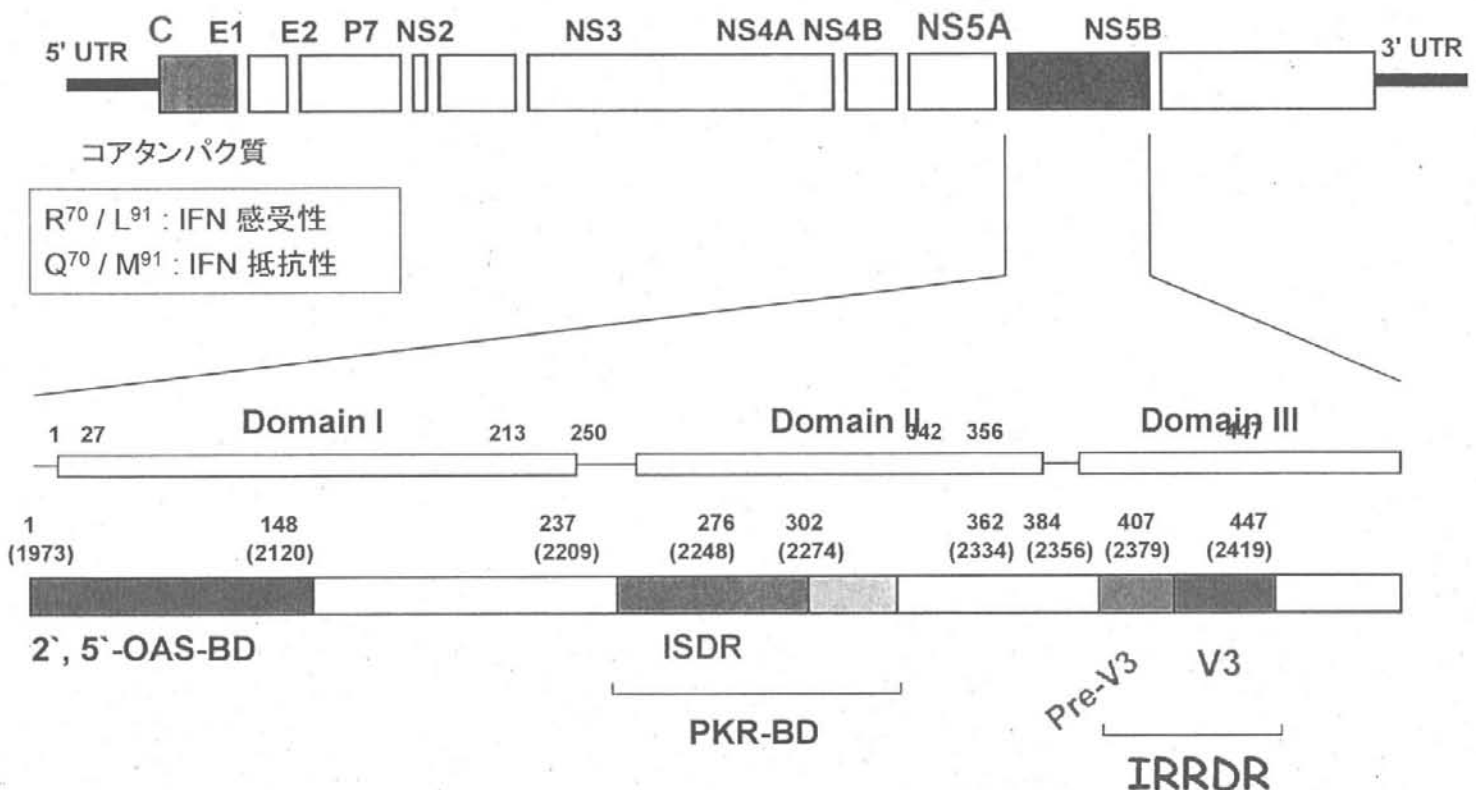 C E1 E2 P7 NS2 NS3 NS4A NS4B NS5A NS5B
5' UTR 3' UTR
コアタンパク質
R⁷⁰ / L⁹¹ : IFN 感受性
Q⁷⁰ / M⁹¹ : IFN 抵抗性
Domain I Domain II Domain III
1 27 213 250 342 356 447
1 148 237 276 302 362 384 407 447
(1973) (2120) (2209) (2248) (2274) (2334) (2356) (2379) (2419)
2`, 5`-OAS-BD ISDR Pre-V3 V3
PKR-BD
IRRDR